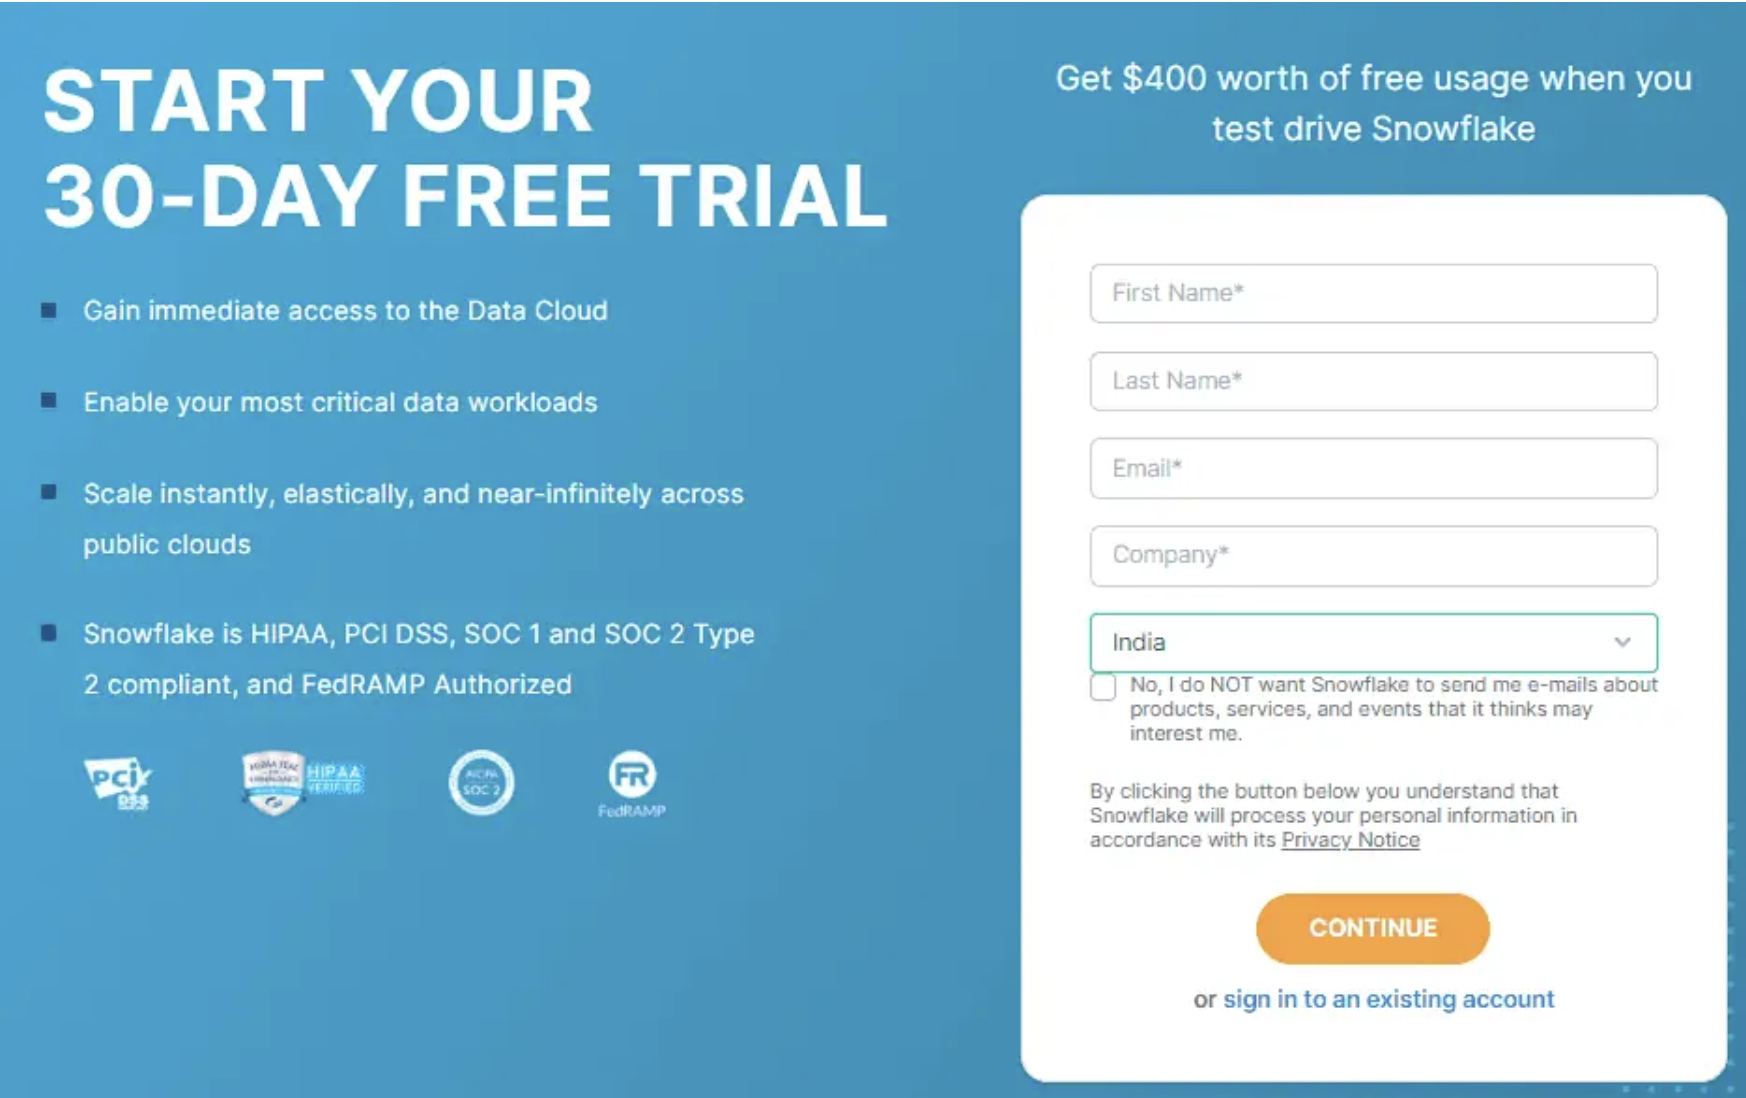 START YOUR
30-DAY FREE TRIAL
Gain immediate access to the Data Cloud
Enable your most critical data workloads
Scale instantly, elastically, and near-infinitely across
public clouds
Snowflake is HIPAA, PCI DSS, SOC 1 and SOC 2 Type
2 compliant, and FedRAMP Authorized
PCI
DSS
HIPAA
VERIFIED
AICPA
SOC 2
FR
FedRAMP
Get $400 worth of free usage when you
test drive Snowflake
First Name*
Last Name*
Email*
Company*
India
No, I do NOT want Snowflake to send me e-mails about
products, services, and events that it thinks may
interest me.
By clicking the button below you understand that
Snowflake will process your personal information in
accordance with its Privacy Notice
CONTINUE
or sign in to an existing account